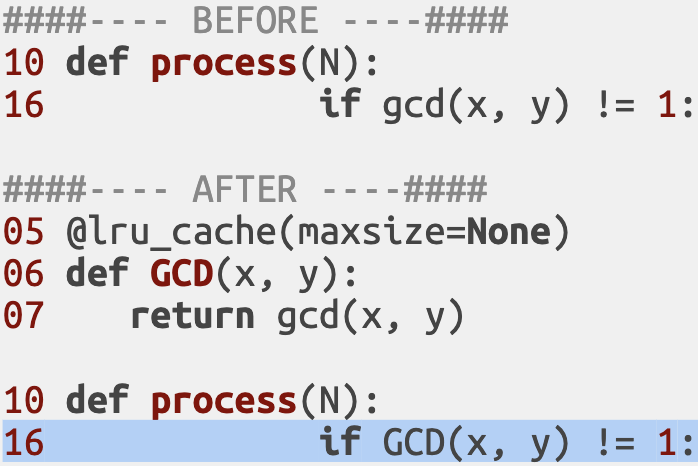 ####---- BEFORE ----####
10 def process(N):
16             if gcd(x, y) != 1:
####---- AFTER ----####
05 @lru_cache(maxsize=None)
06 def GCD(x, y):
07    return gcd(x, y)
10 def process(N):
16             if GCD(x, y) != 1: